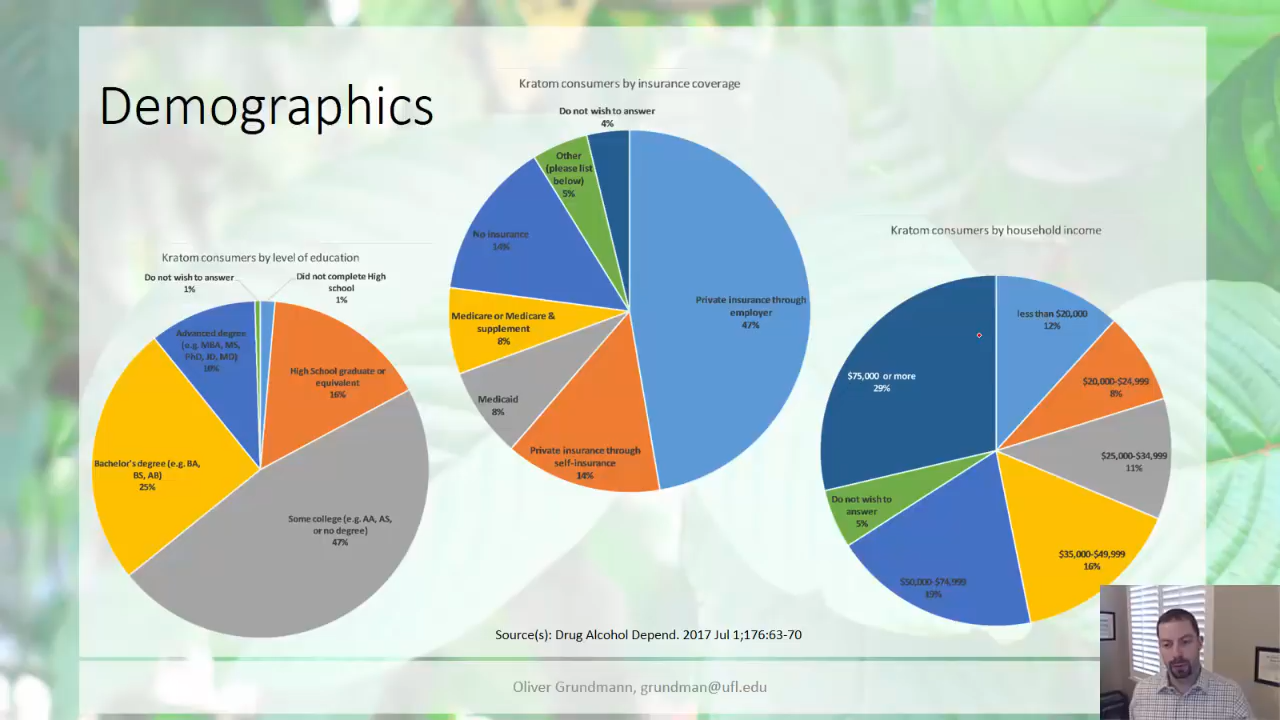 Demographics
Kratom consumers by insurance coverage
Do not wish to answer
4%
Other
(please list
below)
5%
No insurance
14%
Private insurance through
employer
47%
Medicare or Medicare &
supplement
8%
Medicaid
8%
Private insurance through
self-insurance
14%
Kratom consumers by level of education
Do not wish to answer
1%
Did not complete High
school
1%
Advanced degree
(e.g. MBA, MS,
PhD, JD, MD)
10%
High School graduate or
equivalent
16%
Bachelor's degree (e.g. BA,
BS, AB)
25%
Some college (e.g. AA, AS,
or no degree)
47%
Kratom consumers by household income
less than $20,000
12%
$75,000 or more
29%
$20,000-$24,999
8%
$25,000-$34,999
11%
Do not wish to
answer
5%
$35,000-$49,999
16%
$50,000-$74,999
19%
Source(s): Drug Alcohol Depend. 2017 Jul 1;176:63-70
Oliver Grundmann, grundman@ufl.edu